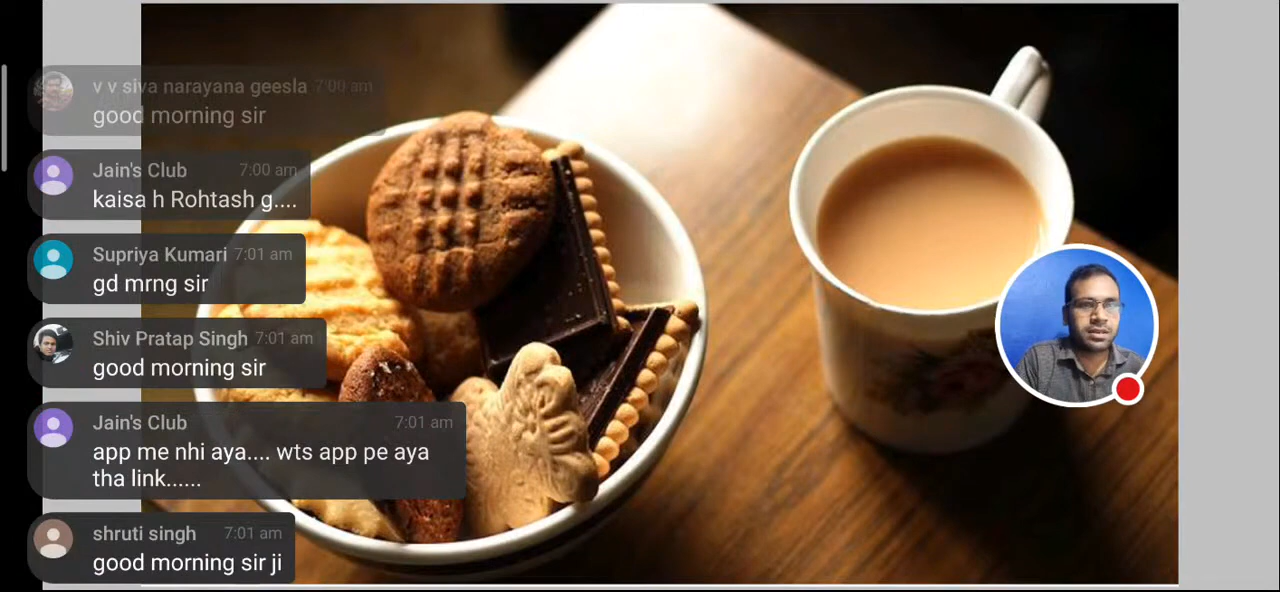 v v siva narayana geesla 7:00 am
good morning sir
Jain's Club 7:00 am
kaisa h Rohtash g....
Supriya Kumari 7:01 am
gd mrng sir
Shiv Pratap Singh 7:01 am
good morning sir
Jain's Club 7:01 am
app me nhi aya.... wts app pe aya
tha link......
shruti singh 7:01 am
good morning sir ji